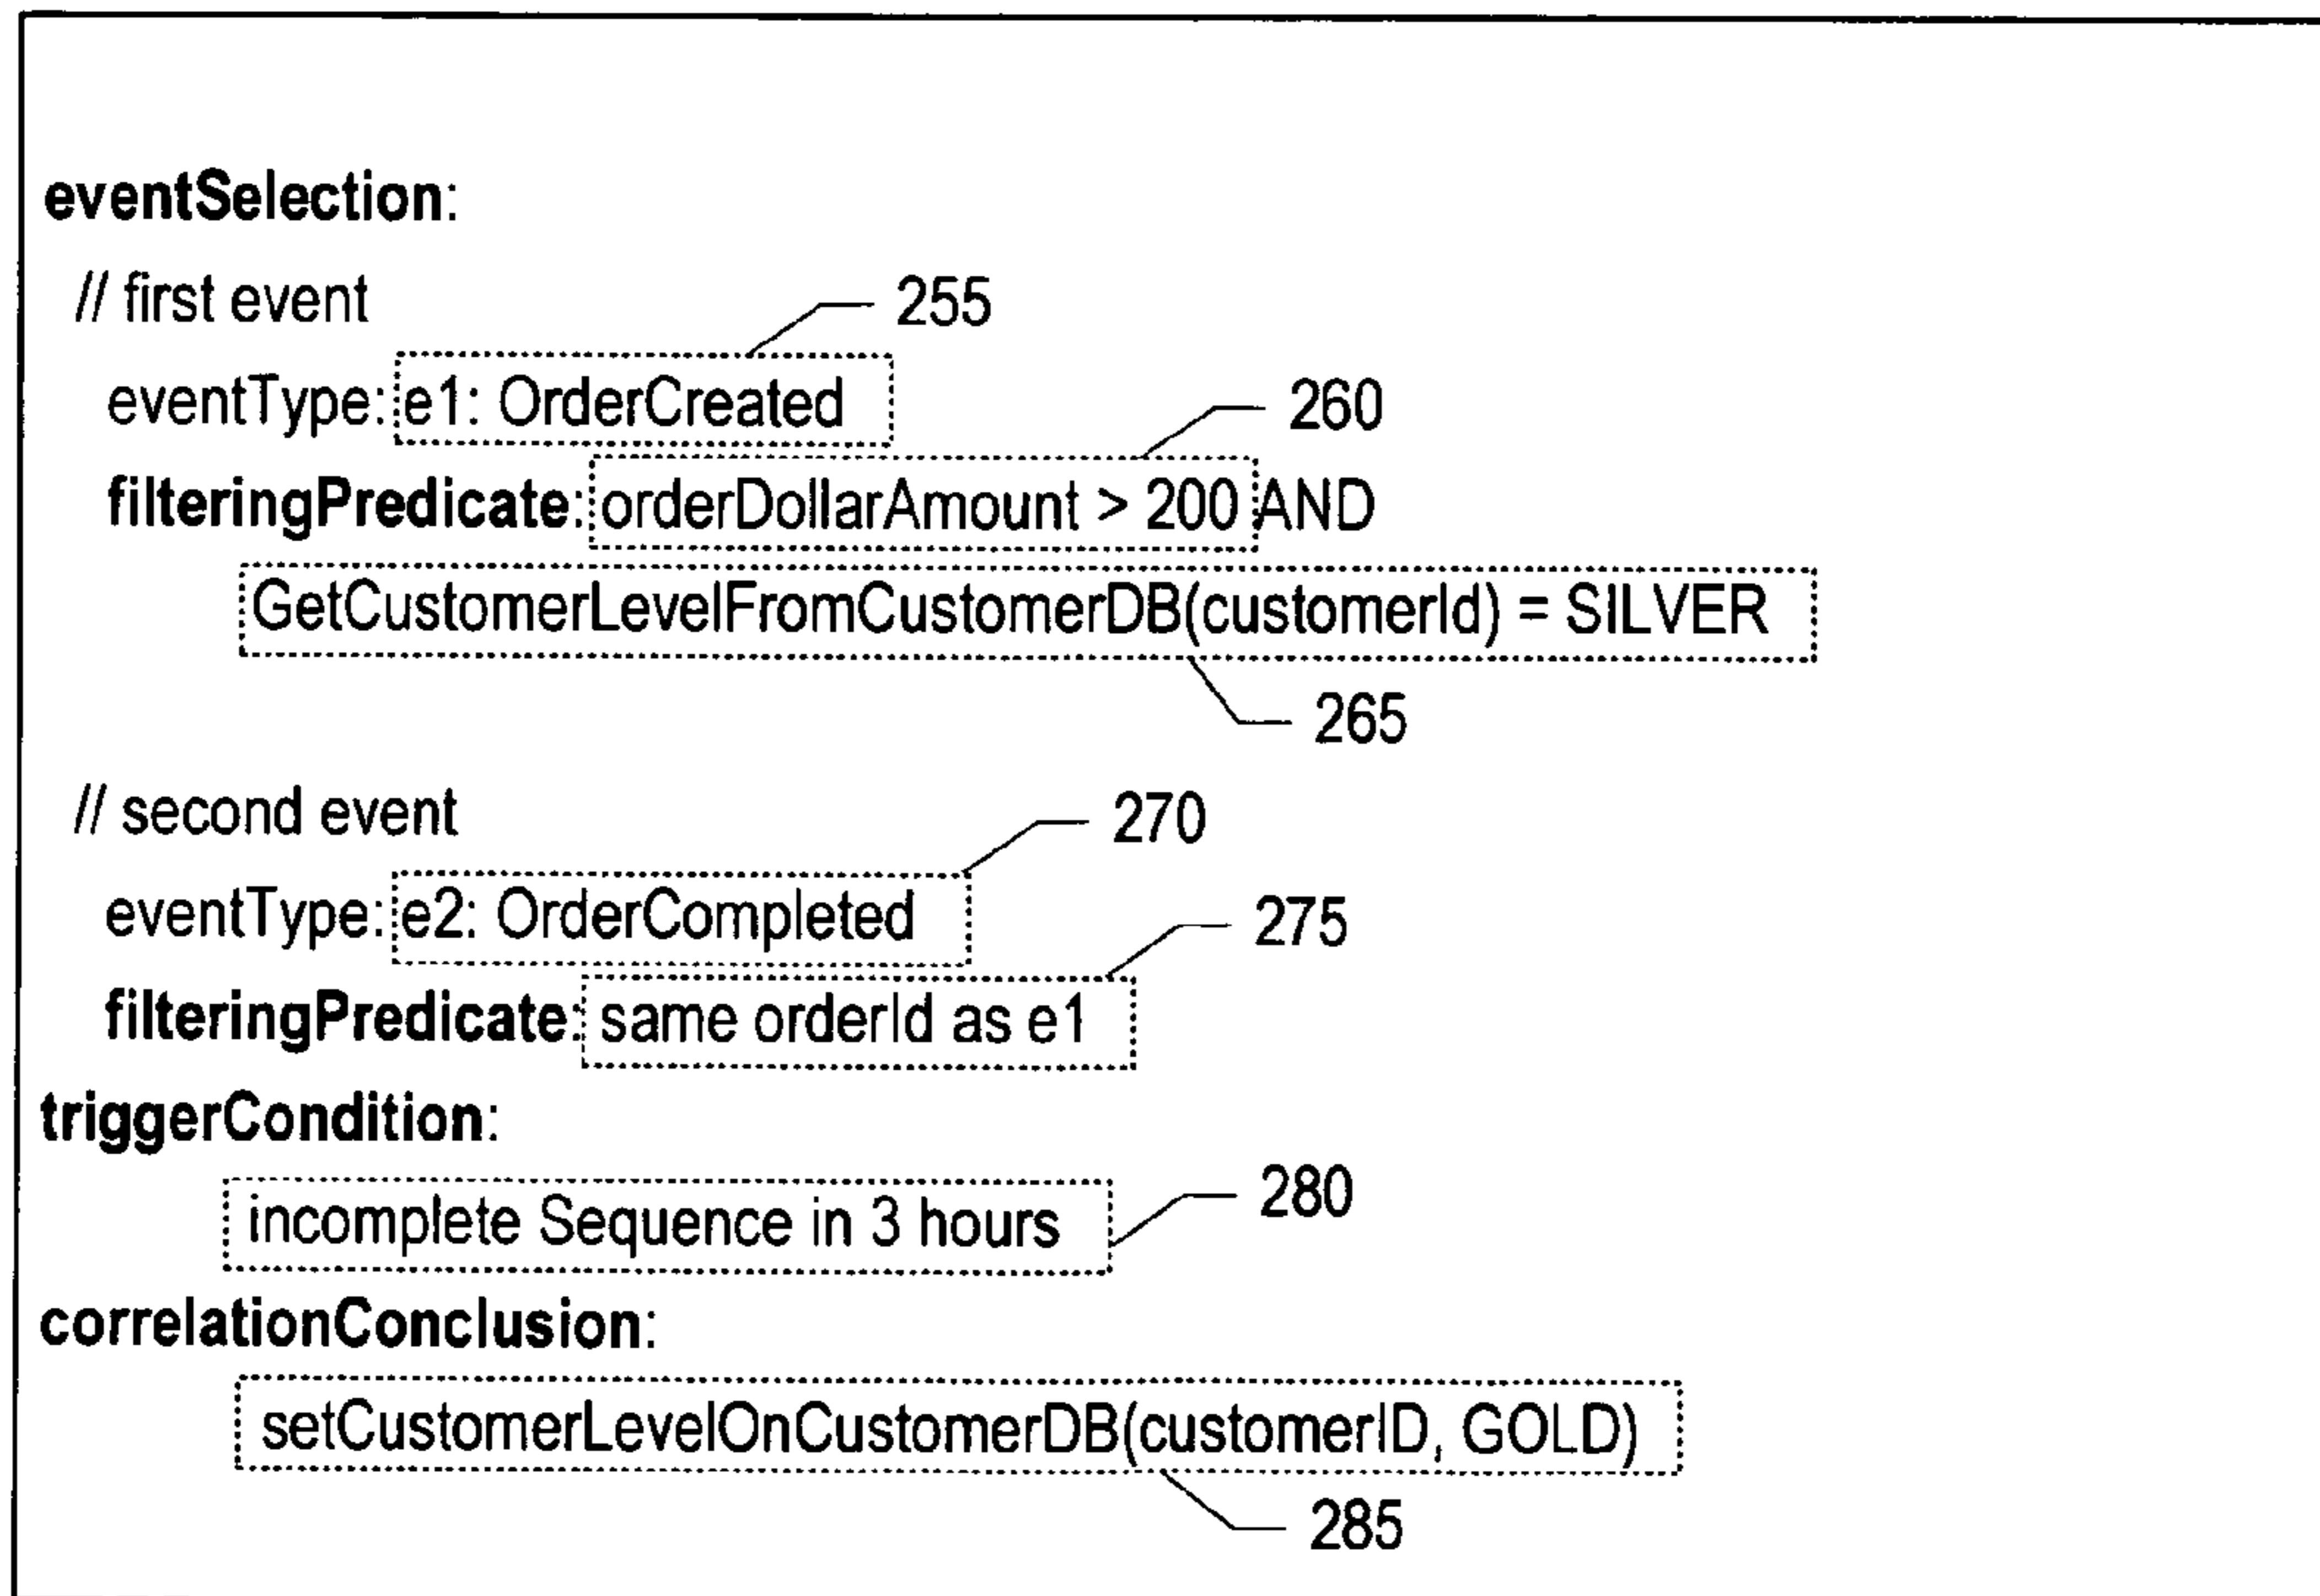 eventSelection:
// first event
255
eventType: e1: OrderCreated
260
filteringPredicate: orderDollarAmount > 200 AND
GetCustomerLevelFromCustomerDB(customerId) = SILVER
265
// second event
270
eventType: e2: OrderCompleted
275
filteringPredicate: same orderId as e1
triggerCondition:
280
incomplete Sequence in 3 hours
correlationConclusion:
setCustomerLevelOnCustomerDB(customerID, GOLD)
285